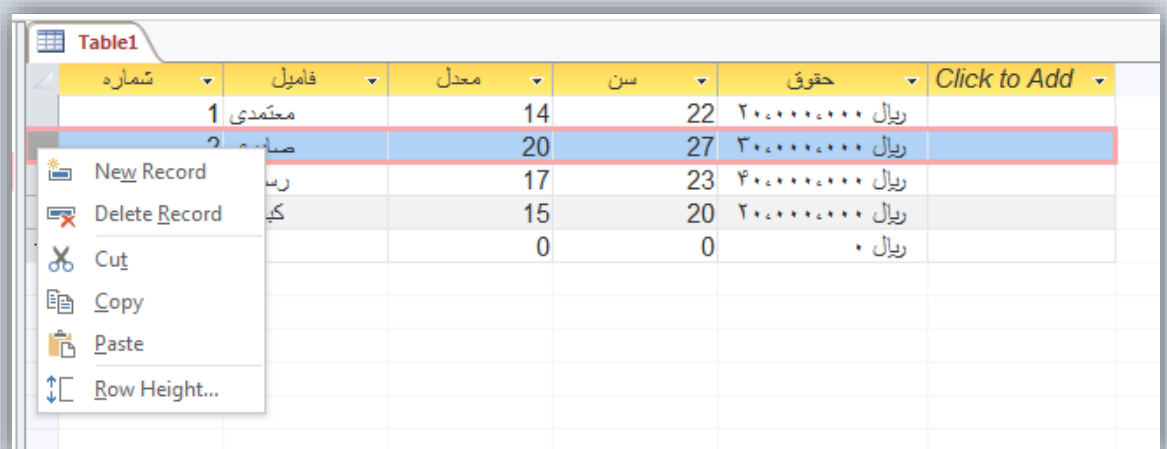 Table1
شماره فامیل معدل سن حقوق Click to Add
1 معتمدی 14 22 ریال ۲۰،۰۰۰،۰۰۰
2 20 27 ریال ۳۰،۰۰۰،۰۰۰
17 23 ریال ۴۰،۰۰۰،۰۰۰
15 20 ریال ۲۰،۰۰۰،۰۰۰
0 0 ریال ۰
New Record
Delete Record
Cut
Copy
Paste
Row Height...